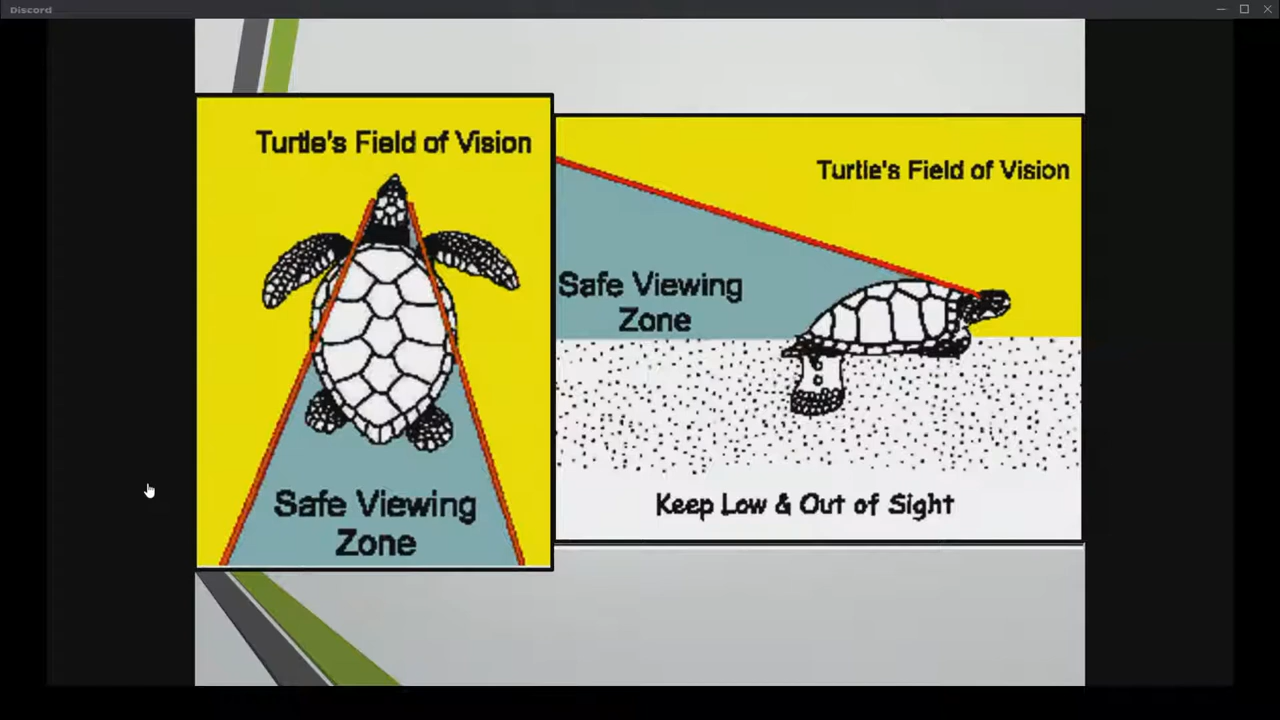 Discord
Turtle's Field of Vision
Safe Viewing
Zone
Turtle's Field of Vision
Safe Viewing
Zone
Keep Low & Out of Sight